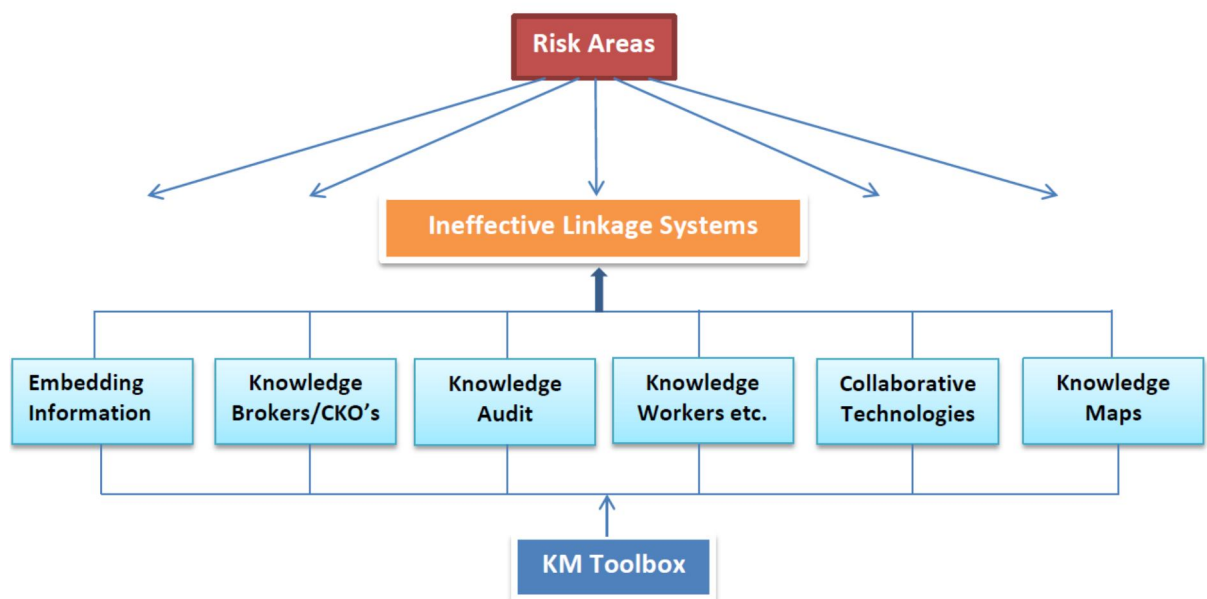 Risk Areas
Ineffective Linkage Systems
Embedding
Information
Knowledge
Brokers/CKO’s
Knowledge
Audit
Knowledge
Workers etc.
Collaborative
Technologies
Knowledge
Maps
KM Toolbox